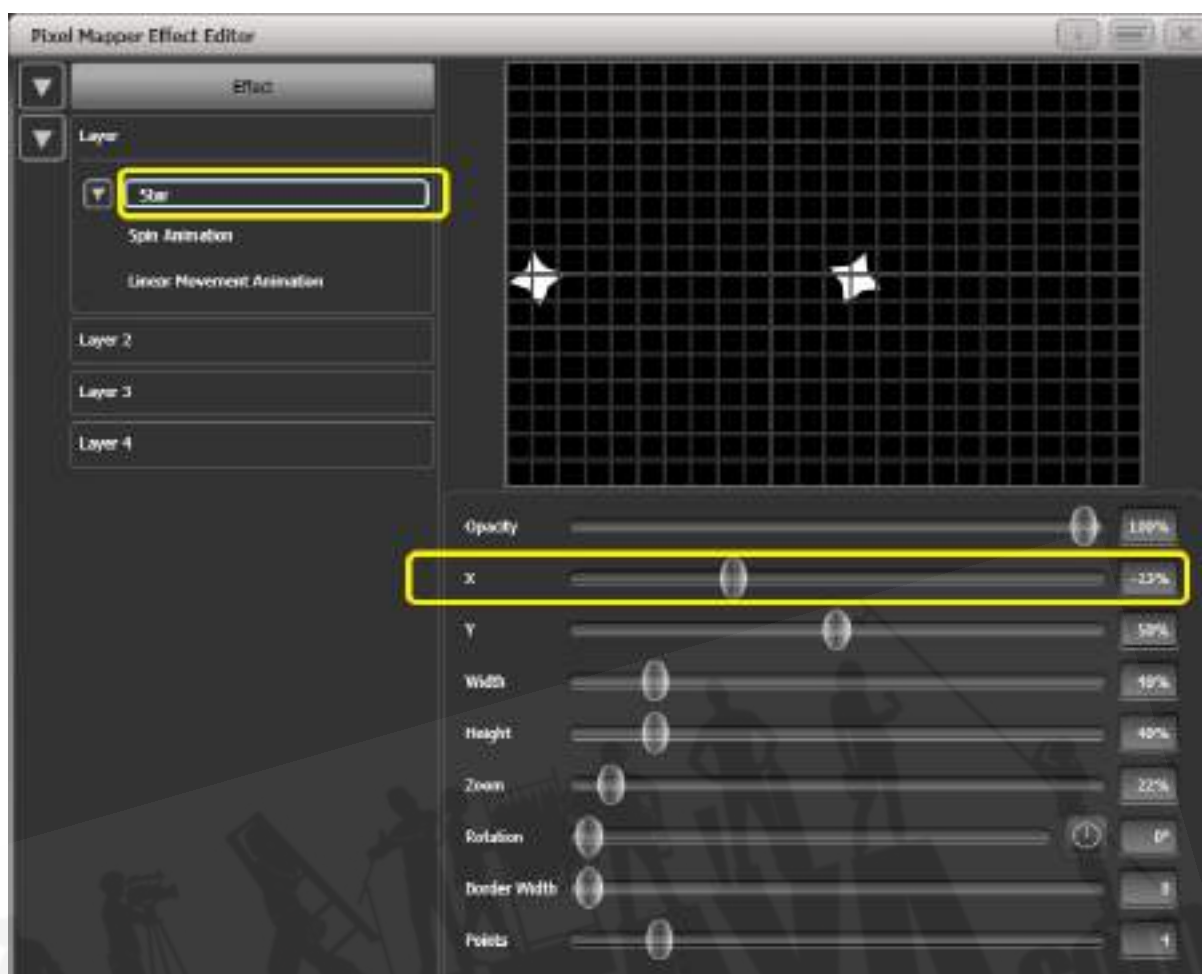 Pixel Mapper Effect Editor
Effect
Layer
Star
Spin Animation
Linear Movement Animation
Layer 2
Layer 3
Layer 4
Opacity 100%
X
Y 50%
Width 40%
Height 40%
Zoom 22%
Rotation 0°
Border Width
Points 4